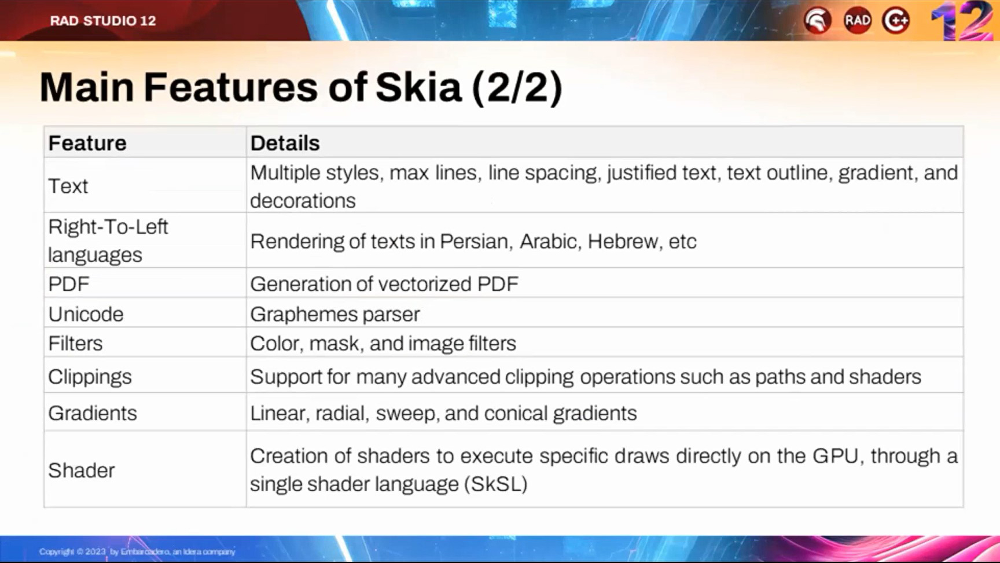 RAD STUDIO 12
RAD
C++
12
Main Features of Skia (2/2)
Feature
Details
Text
Multiple styles, max lines, line spacing, justified text, text outline, gradient, and
decorations
Right-To-Left
languages
Rendering of texts in Persian, Arabic, Hebrew, etc
PDF
Generation of vectorized PDF
Unicode
Graphemes parser
Filters
Color, mask, and image filters
Clippings
Support for many advanced clipping operations such as paths and shaders
Gradients
Linear, radial, sweep, and conical gradients
Shader
Creation of shaders to execute specific draws directly on the GPU, through a
single shader language (SkSL)
Copyright © 2023 by Embarcadero, an Idera company